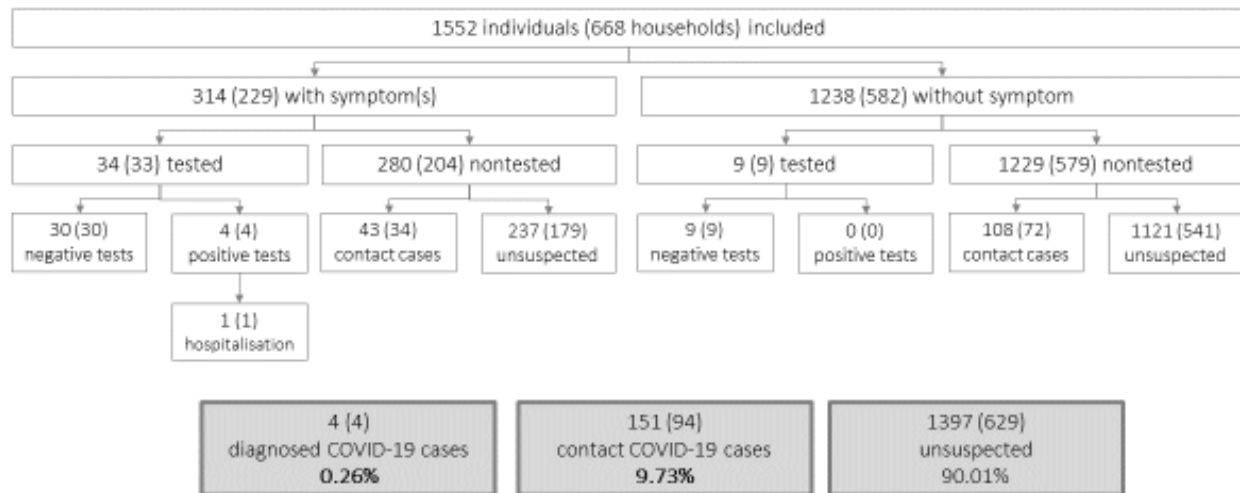 1552 individuals (668 households) included
314 (229) with symptom(s)
1238 (582) without symptom
34 (33) tested
280 (204) nontested
9 (9) tested
1229 (579) nontested
30 (30)
negative tests
4 (4)
positive tests
43 (34)
contact cases
237 (179)
unsuspected
9 (9)
negative tests
0 (0)
positive tests
108 (72)
contact cases
1121 (541)
unsuspected
1 (1)
hospitalisation
4 (4)
diagnosed COVID-19 cases
0.26%
151 (94)
contact COVID-19 cases
9.73%
1397 (629)
unsuspected
90.01%